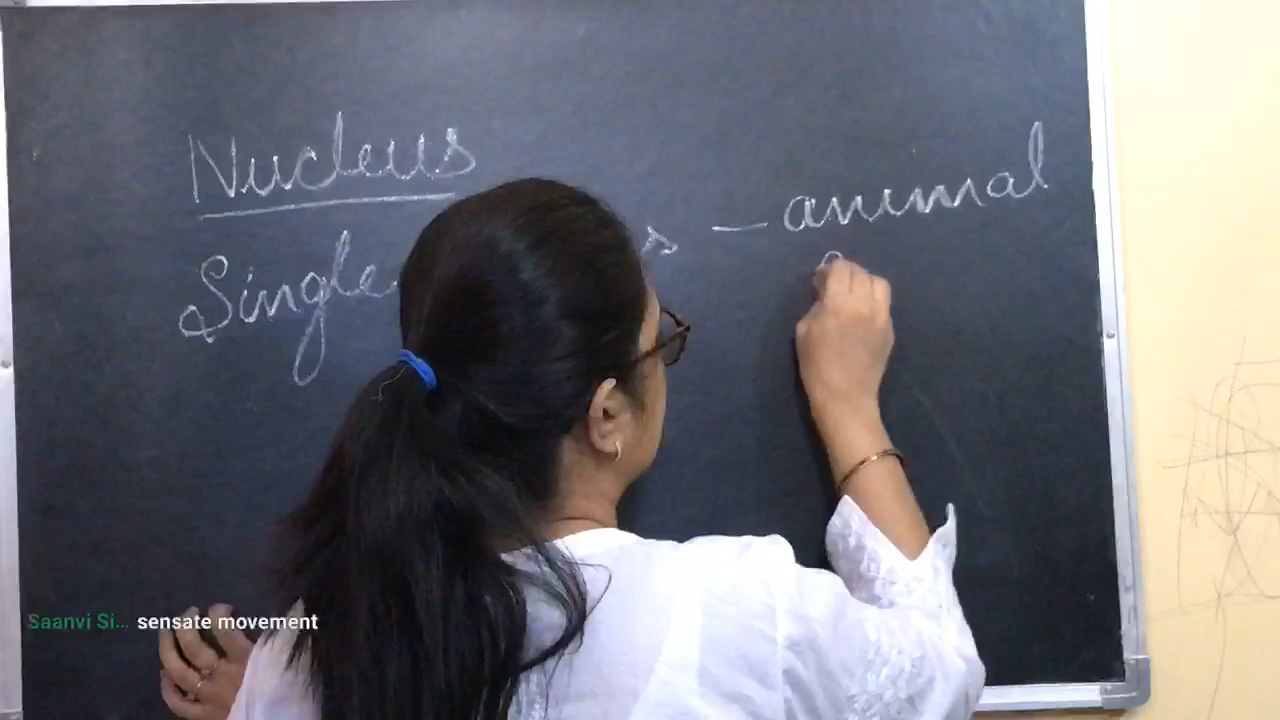 Nucleus
Single s – animal
Saanvi Si... sensate movement